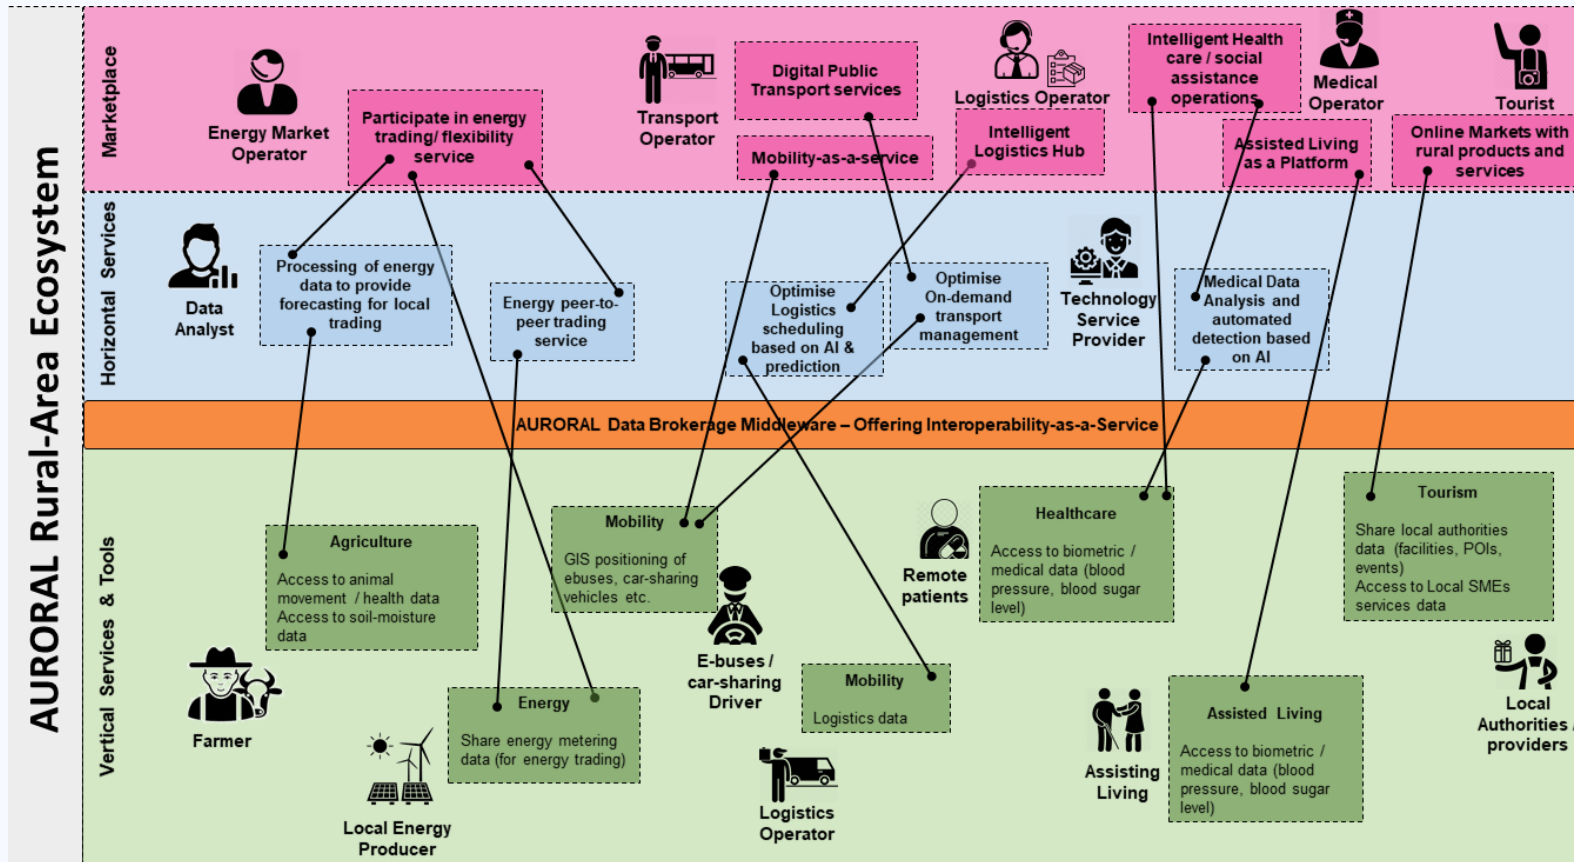 AURORAL Rural-Area Ecosystem
Marketplace
Energy Market
Operator
Participate in energy
trading/ flexibility
service
Transport
Operator
Digital Public
Transport services
Mobility-as-a-service
Logistics Operator
Intelligent
Logistics Hub
Intelligent Health
care / social
assistance
operations
Medical
Operator
Assisted Living
as a Platform
Tourist
Online Markets with
rural products and
services
Horizontal Services
Data
Analyst
Processing of energy
data to provide
forecasting for local
trading
Energy peer-to-
peer trading
service
Optimise
Logistics
scheduling
based on AI &
prediction
Optimise
On-demand
transport
management
Technology
Service
Provider
Medical Data
Analysis and
automated
detection based
on AI
AURORAL Data Brokerage Middleware – Offering Interoperability-as-a-Service
Vertical Services & Tools
Farmer
Agriculture
Access to animal
movement / health data
Access to soil-moisture
data
Local Energy
Producer
Energy
Share energy metering
data (for energy trading)
Mobility
GIS positioning of
ebuses, car-sharing
vehicles etc.
E-buses /
car-sharing
Driver
Mobility
Logistics data
Logistics
Operator
Remote
patients
Healthcare
Access to biometric /
medical data (blood
pressure, blood sugar
level)
Assisting
Living
Assisted Living
Access to biometric /
medical data (blood
pressure, blood sugar
level)
Tourism
Share local authorities
data (facilities, POIs,
events)
Access to Local SMEs
services data
Local
Authorities /
providers